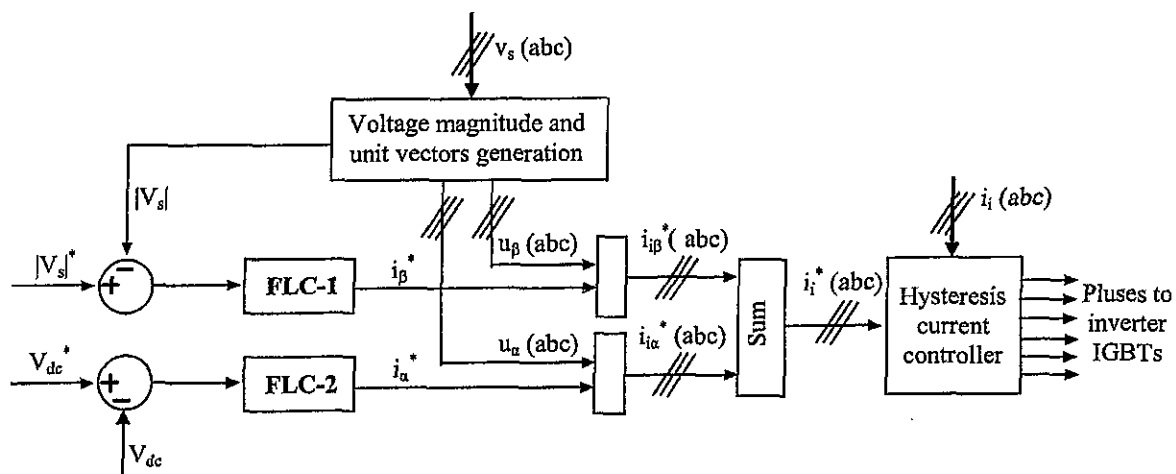 vs (abc)
Voltage magnitude and
unit vectors generation
|Vs|
ii (abc)
uβ (abc)
iiβ*( abc)
|Vs|*
−
+
FLC-1
iβ*
Sum
ii* (abc)
Hysteresis
current
controller
Pluses to
inverter
IGBTs
uα (abc)
iiα* (abc)
Vdc*
+
−
FLC-2
iα*
Vdc